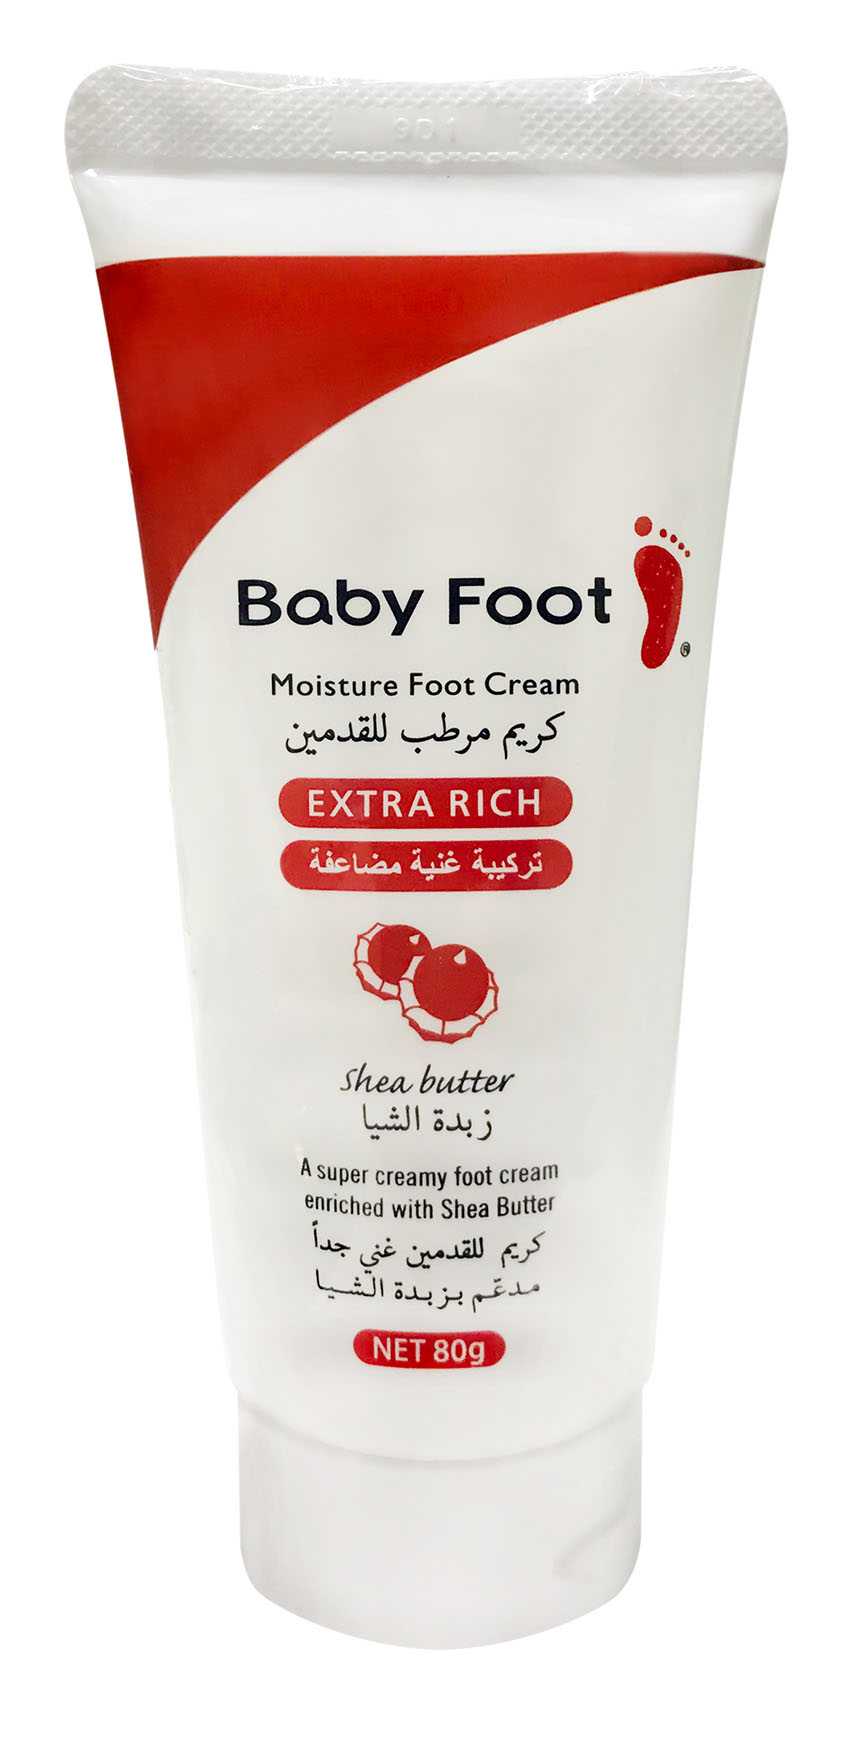 Baby Foot
®
Moisture Foot Cream
كريم مرطب للقدمين
EXTRA RICH
تركيبة غنية مضاعفة
Shea butter
زبدة الشيا
A super creamy foot cream
enriched with Shea Butter
كريم للقدمين غني جداً
مدعّم بزبدة الشيا
NET 80g